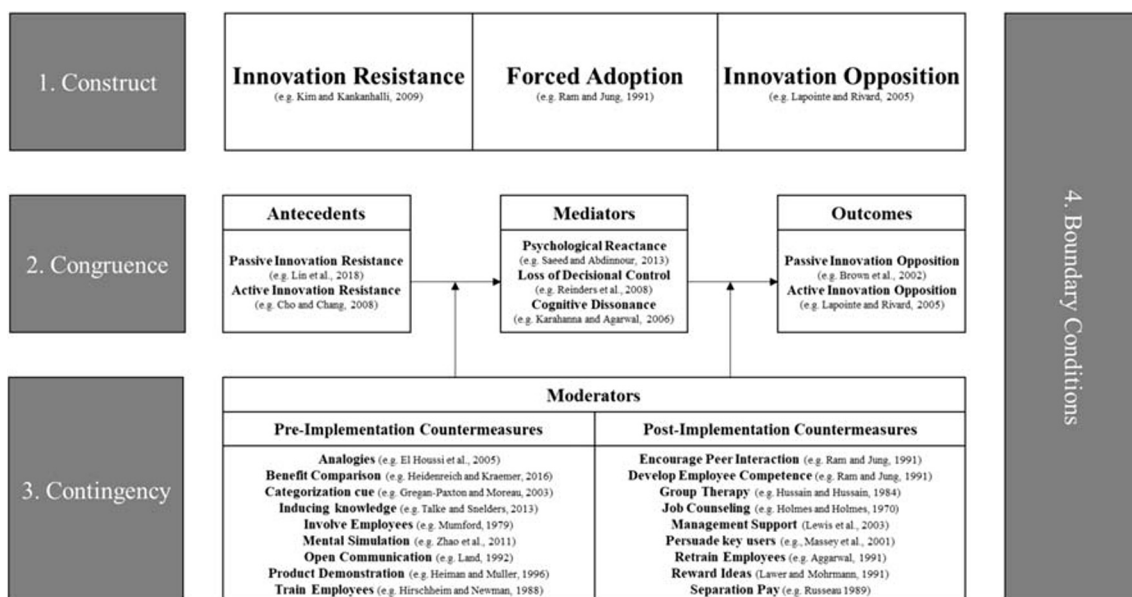 1. Construct
Innovation Resistance
(e.g. Kim and Kankanhalli, 2009)
Forced Adoption
(e.g. Ram and Jung, 1991)
Innovation Opposition
(e.g. Lapointe and Rivard, 2005)
2. Congruence
Antecedents
Passive Innovation Resistance
(e.g. Lin et al., 2018)
Active Innovation Resistance
(e.g. Cho and Chang, 2008)
Mediators
Psychological Reactance
(e.g. Saeed and Abdinnour, 2013)
Loss of Decisional Control
(e.g. Reinders et al., 2008)
Cognitive Dissonance
(e.g. Karahanna and Agarwal, 2006)
Outcomes
Passive Innovation Opposition
(e.g. Brown et al., 2002)
Active Innovation Opposition
(e.g. Lapointe and Rivard, 2005)
3. Contingency
Moderators
Pre-Implementation Countermeasures
Analogies (e.g. El Houssi et al., 2005)
Benefit Comparison (e.g. Heidenreich and Kraemer, 2016)
Categorization cue (e.g. Gregan-Paxton and Moreau, 2003)
Inducing knowledge (e.g. Talke and Snelders, 2013)
Involve Employees (e.g. Mumford, 1979)
Mental Simulation (e.g. Zhao et al., 2011)
Open Communication (e.g. Land, 1992)
Product Demonstration (e.g. Heiman and Muller, 1996)
Train Employees (e.g. Hirschheim and Newman, 1988)
Post-Implementation Countermeasures
Encourage Peer Interaction (e.g. Ram and Jung, 1991)
Develop Employee Competence (e.g. Ram and Jung, 1991)
Group Therapy (e.g. Hussain and Hussain, 1984)
Job Counseling (e.g. Holmes and Holmes, 1970)
Management Support (Lewis et al., 2003)
Persuade key users (e.g., Massey et al., 2001)
Retrain Employees (e.g. Aggarwal, 1991)
Reward Ideas (Lawer and Mohrmann, 1991)
Separation Pay (e.g. Russeau 1989)
4. Boundary Conditions